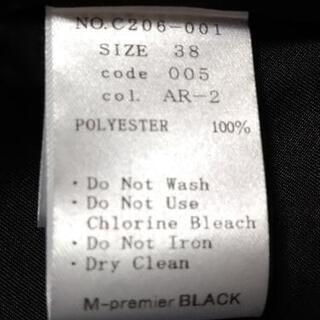 NO.C206-001
SIZE 38
code 005
col. AR-2
POLYESTER 100%
・Do Not Wash
・Do Not Use
Chlorine Bleach
・Do Not Iron
・Dry Clean
M-premier BLACK